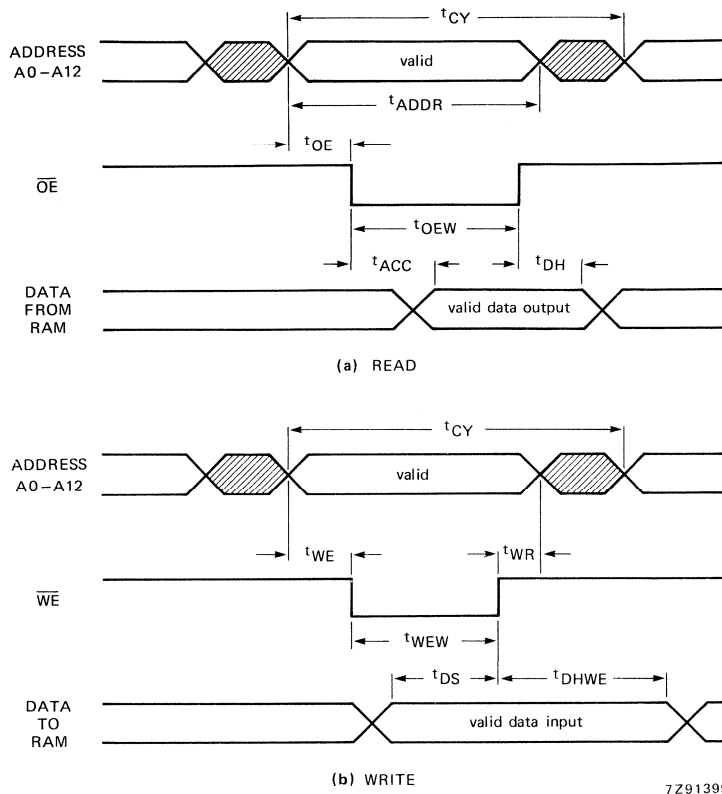 tCY
ADDRESS
A0–A12
valid
tADDR
tOE
OE
tOEW
tACC
tDH
DATA
FROM
RAM
valid data output
(a) READ
tCY
ADDRESS
A0–A12
valid
tWE
tWR
WE
tWEW
tDS
tDHWE
DATA
TO
RAM
valid data input
(b) WRITE